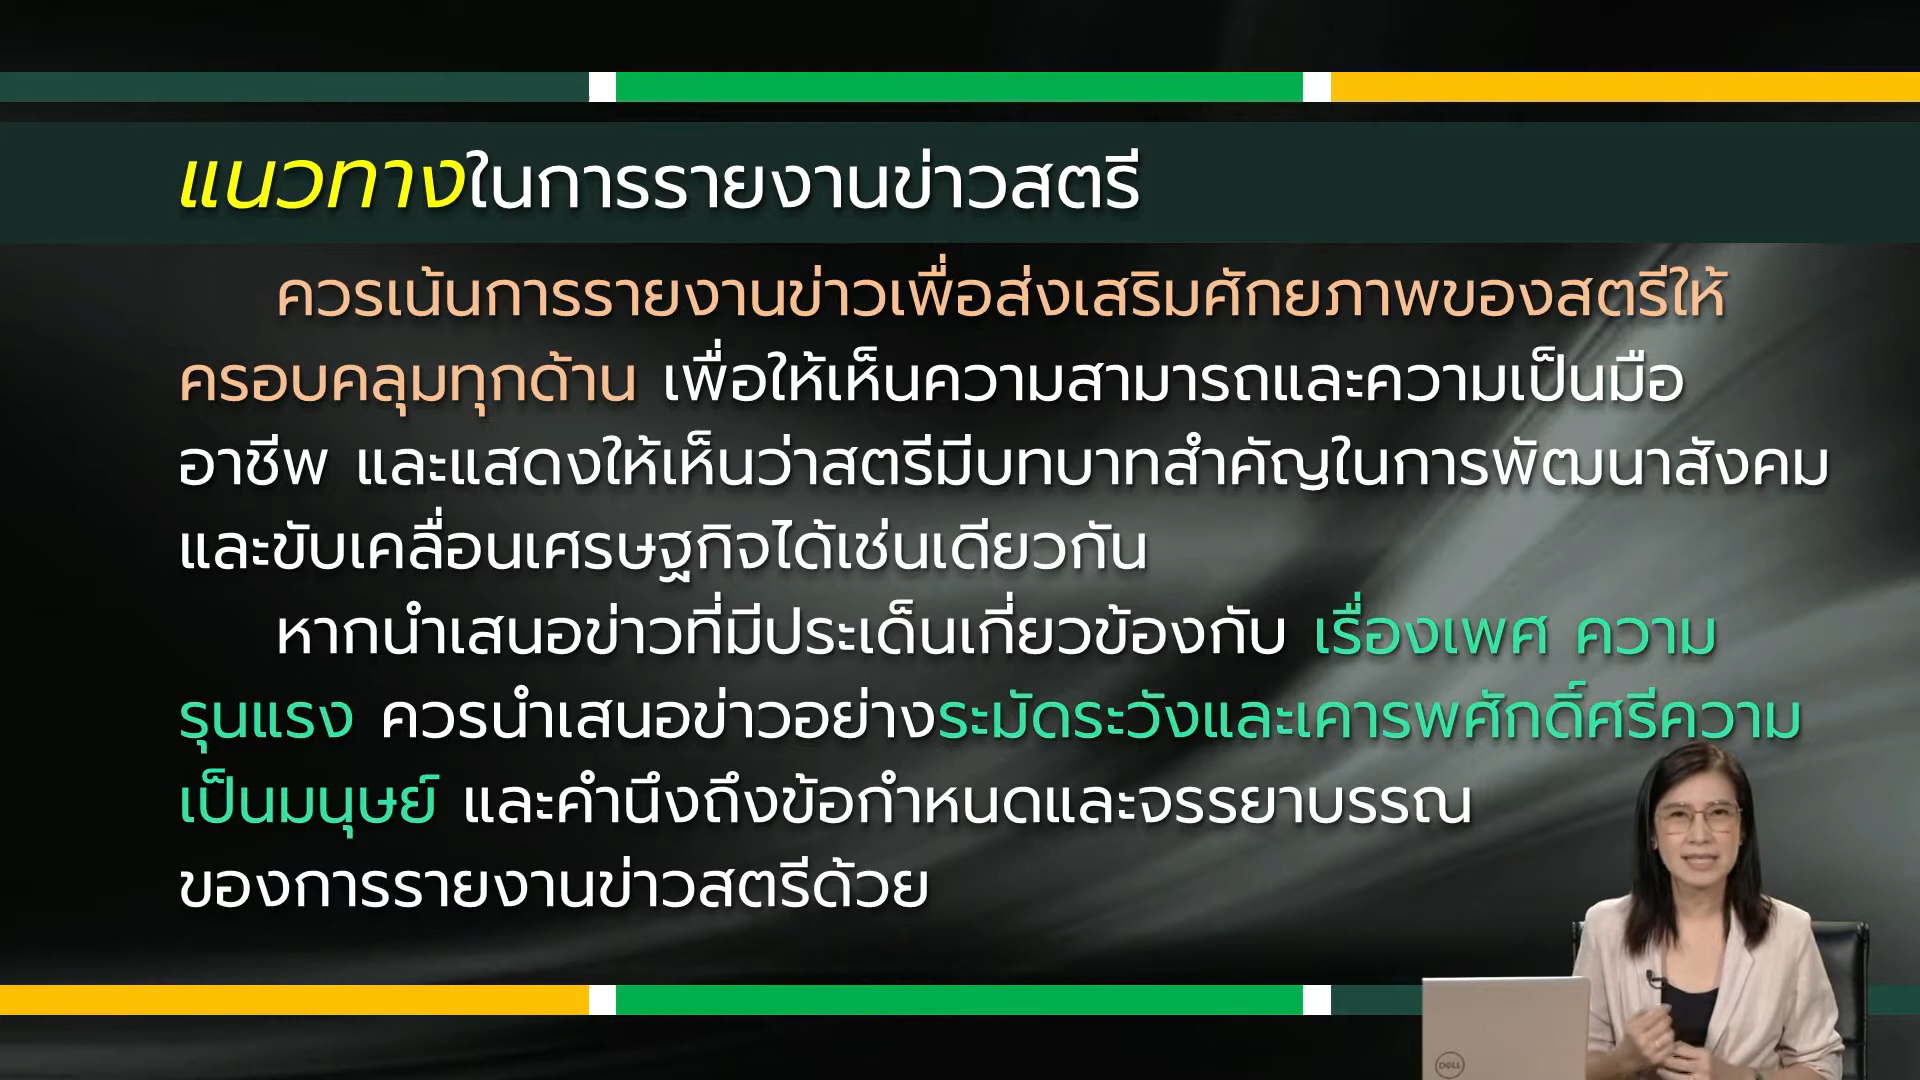 แนวทางในการรายงานข่าวสตรี
ควรเน้นการรายงานข่าวเพื่อส่งเสริมศักยภาพของสตรีให้
ครอบคลุมทุกด้าน เพื่อให้เห็นความสามารถและความเป็นมือ
อาชีพ และแสดงให้เห็นว่าสตรีมีบทบาทสำคัญในการพัฒนาสังคม
และขับเคลื่อนเศรษฐกิจได้เช่นเดียวกัน
หากนำเสนอข่าวที่มีประเด็นเกี่ยวข้องกับ เรื่องเพศ ความ
รุนแรง ควรนำเสนอข่าวอย่างระมัดระวังและเคารพศักดิ์ศรีความ
เป็นมนุษย์ และคำนึงถึงข้อกำหนดและจรรยาบรรณ
ของการรายงานข่าวสตรีด้วย
DELL